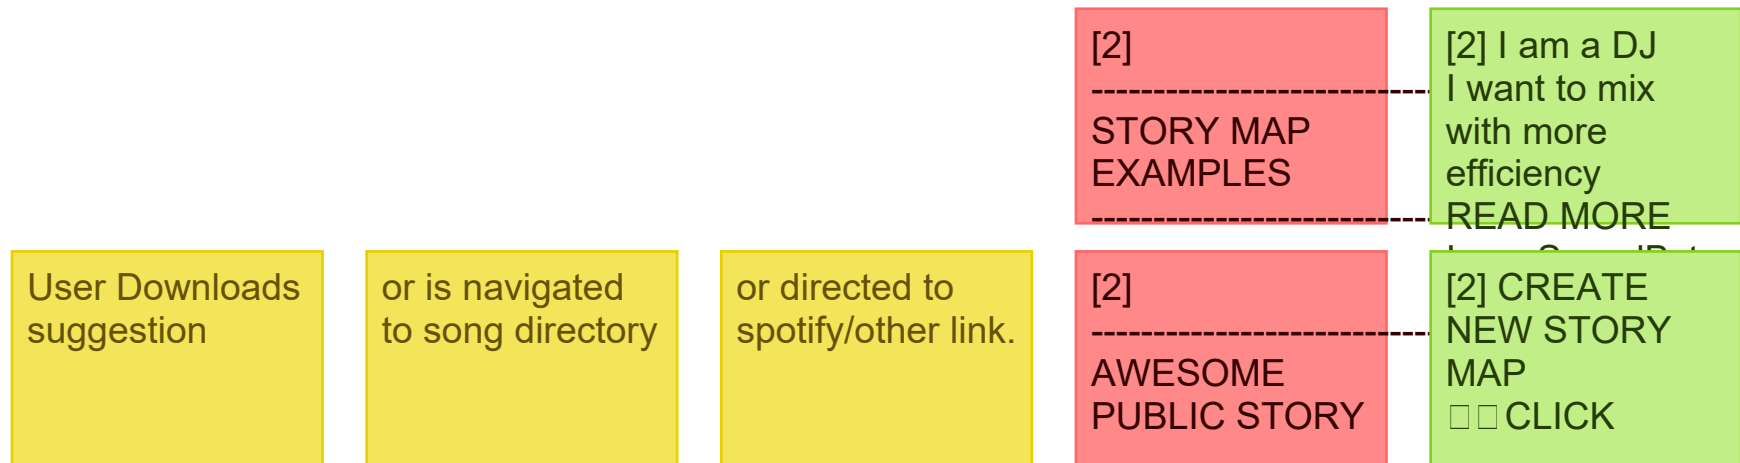 [2]
--------------------------
STORY MAP
EXAMPLES
--------------------------
[2] I am a DJ
I want to mix
with more
efficiency
READ MORE
User Downloads
suggestion
or is navigated
to song directory
or directed to
spotify/other link.
[2]
--------------------------
AWESOME
PUBLIC STORY
[2] CREATE
NEW STORY
MAP
□□CLICK